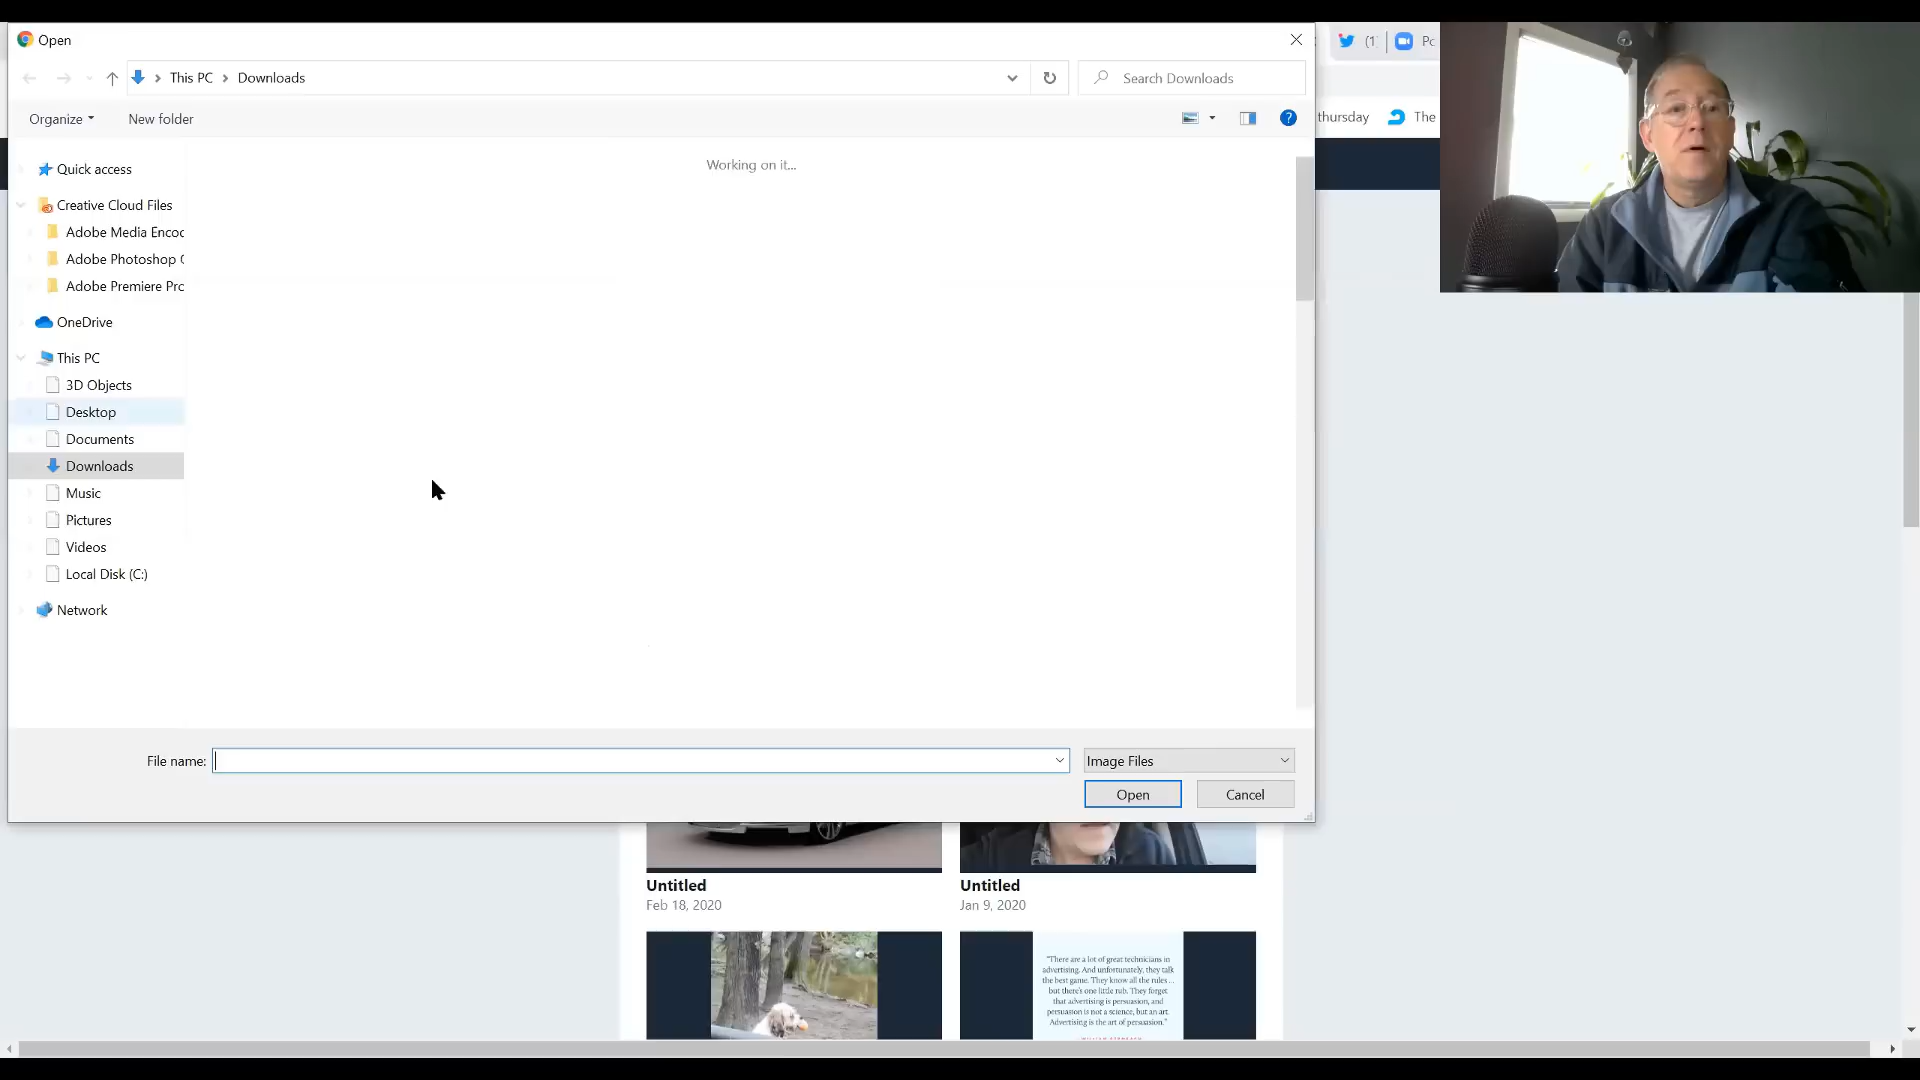 Open
This PC
Downloads
Search Downloads
(1
Pc
Organize
New folder
thursday
The
Working on it...
Quick access
Creative Cloud Files
Adobe Media Enco
Adobe Photoshop
Adobe Premiere Pro
OneDrive
This PC
3D Objects
Desktop
Documents
Downloads
Music
Pictures
Videos
Local Disk (C:)
Network
File name:
Image Files
Open
Cancel
Untitled
Feb 18, 2020
Untitled
Jan 9, 2020
"There are a lot of great technicians in
advertising. And unfortunately, they talk
the best game. They know all the rules . .
but there's one little rub. They forget
that advertising is persuasion, and
persuasion is not a science, but an art.
Advertising is the art of persuasion."